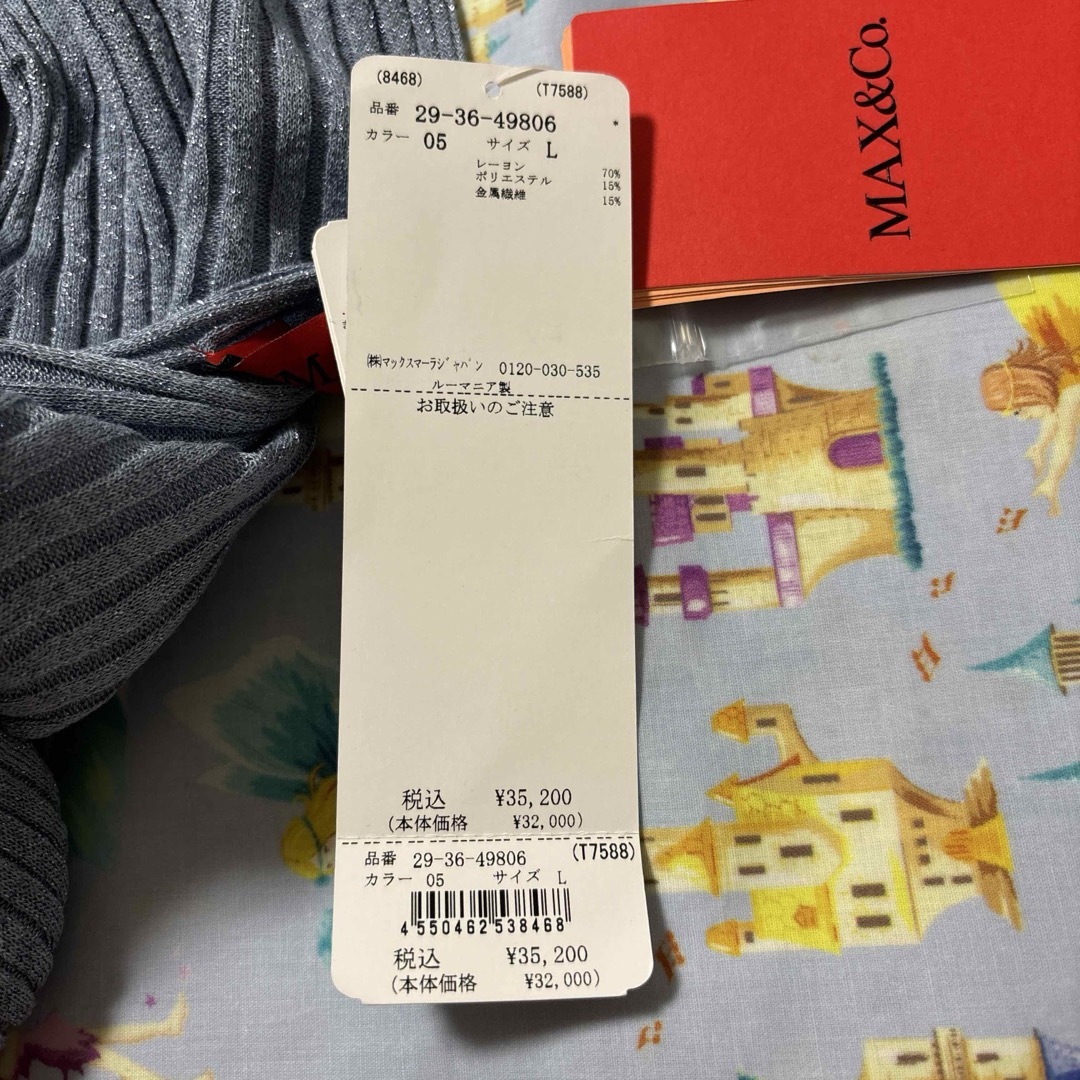 (8468) (T7588)
品番 29-36-49806 *
カラー 05 サイズ L
レーヨン 70%
ポリエステル 15%
金属繊維 15%
㈱マックスマーラジャパン 0120-030-535
ルーマニア製
お取扱いのご注意
税込 ¥35,200
(本体価格 ¥32,000)
品番 29-36-49806 (T7588)
カラー 05 サイズ L
4 550462 538468
税込 ¥35,200
(本体価格 ¥32,000)
MAX&Co.
M